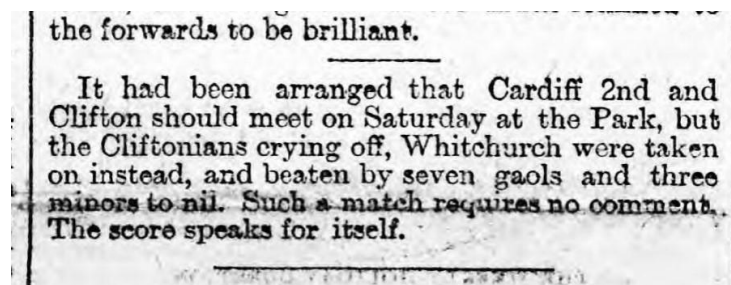 the forwards to be brilliant.
It had been arranged that Cardiff 2nd and
Clifton should meet on Saturday at the Park, but
the Cliftonians crying off, Whitchurch were taken
on instead, and beaten by seven gaols and three
minors to nil. Such a match requires no comment.
The score speaks for itself.